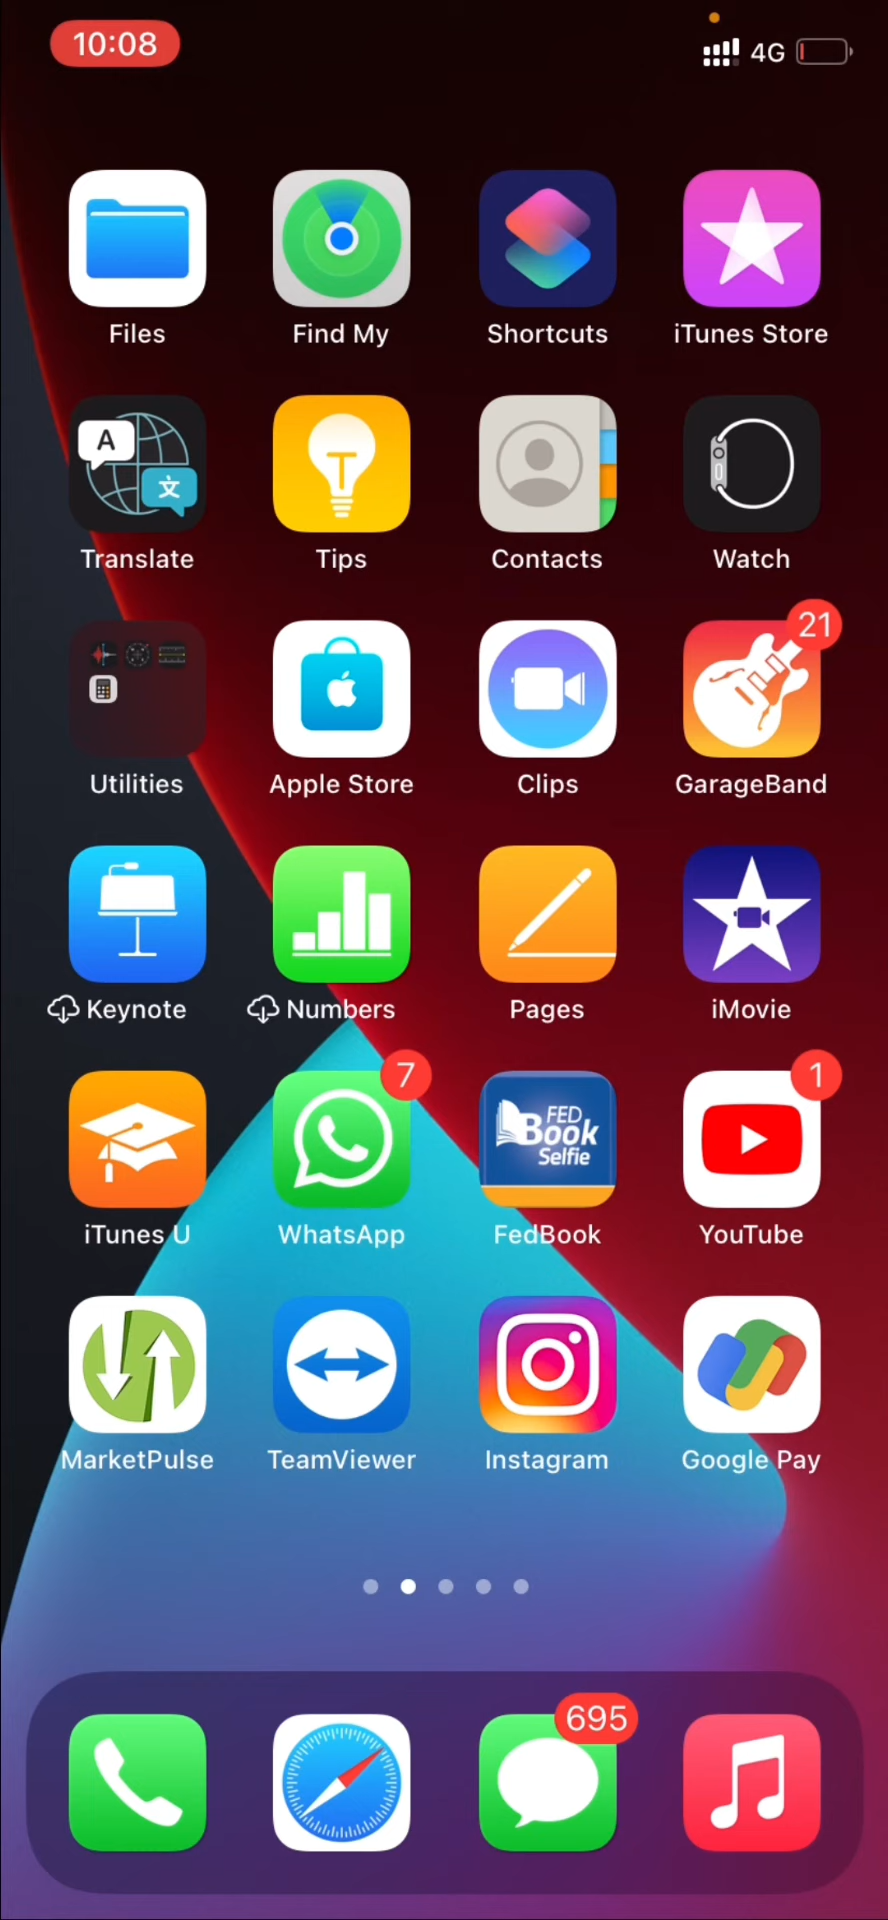 10:08
4G
Files
Find My
Shortcuts
iTunes Store
A
文
Translate
Tips
Contacts
Watch
21
Utilities
Apple Store
Clips
GarageBand
Keynote
Numbers
Pages
iMovie
7
1
FED
Book
Selfie
iTunes U
WhatsApp
FedBook
YouTube
MarketPulse
TeamViewer
Instagram
Google Pay
695